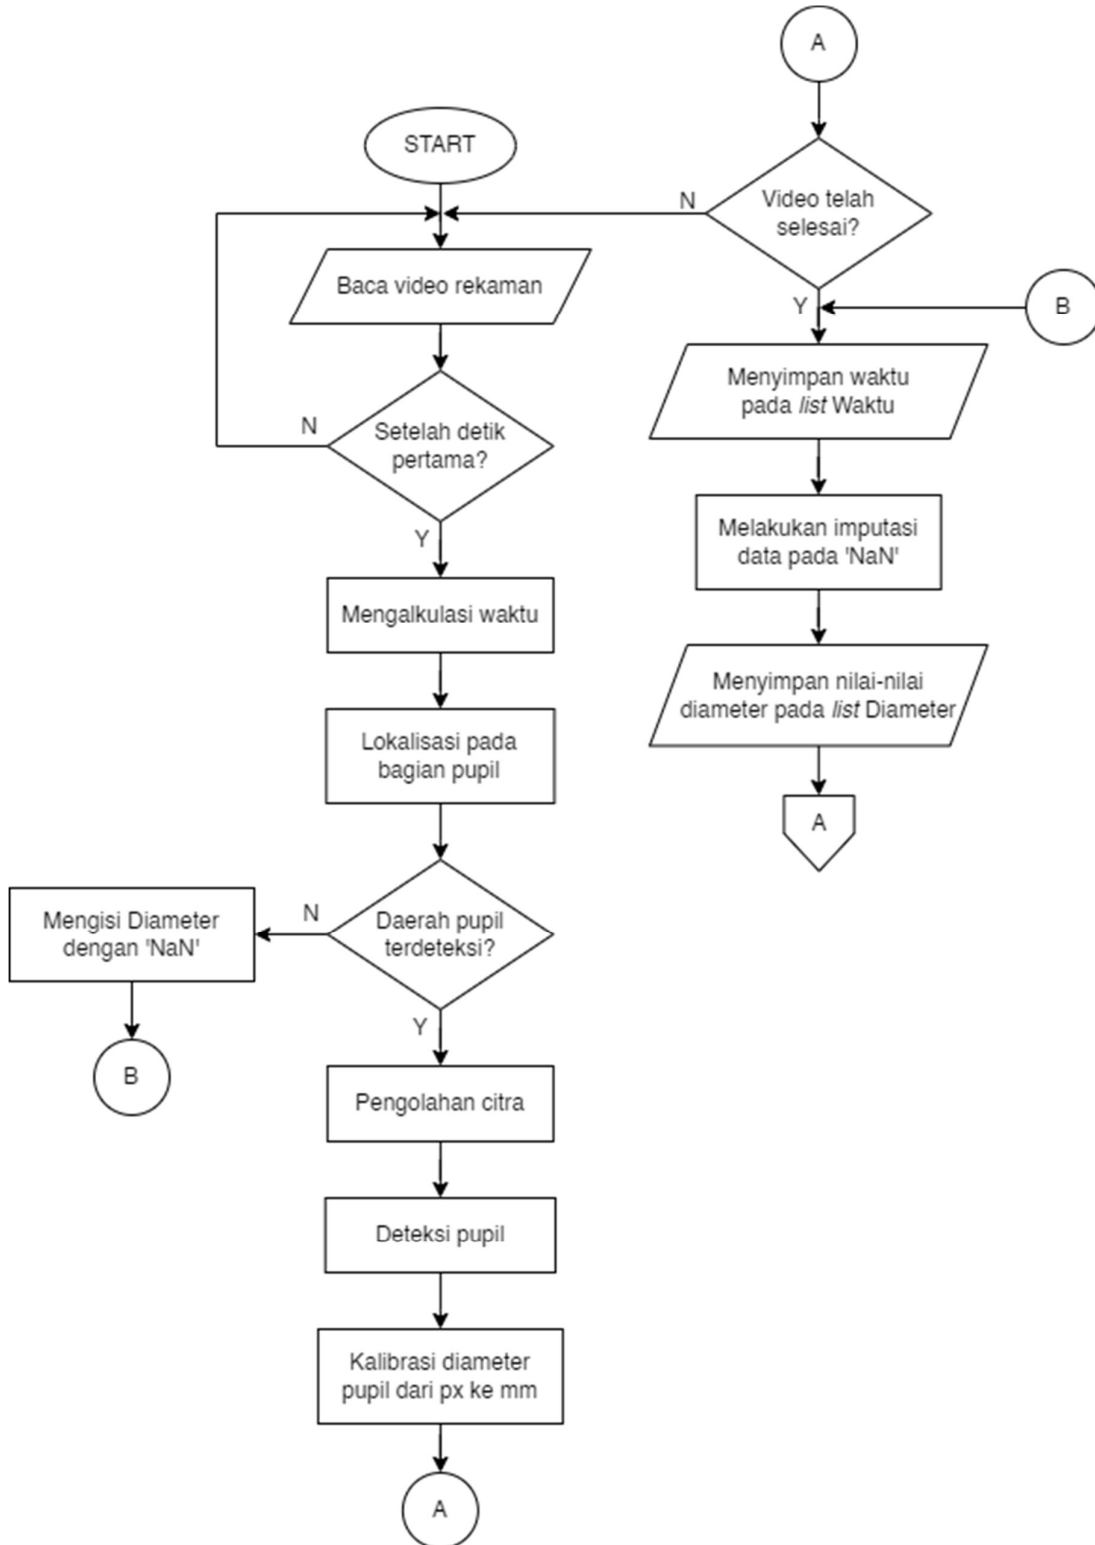 START
Baca video rekaman
N
Setelah detik
pertama?
Y
Mengalkulasi waktu
Lokalisasi pada
bagian pupil
N
Daerah pupil
terdeteksi?
Mengisi Diameter
dengan 'NaN'
B
Y
Pengolahan citra
Deteksi pupil
Kalibrasi diameter
pupil dari px ke mm
A
A
N
Video telah
selesai?
Y
B
Menyimpan waktu
pada list Waktu
Melakukan imputasi
data pada 'NaN'
Menyimpan nilai-nilai
diameter pada list Diameter
A